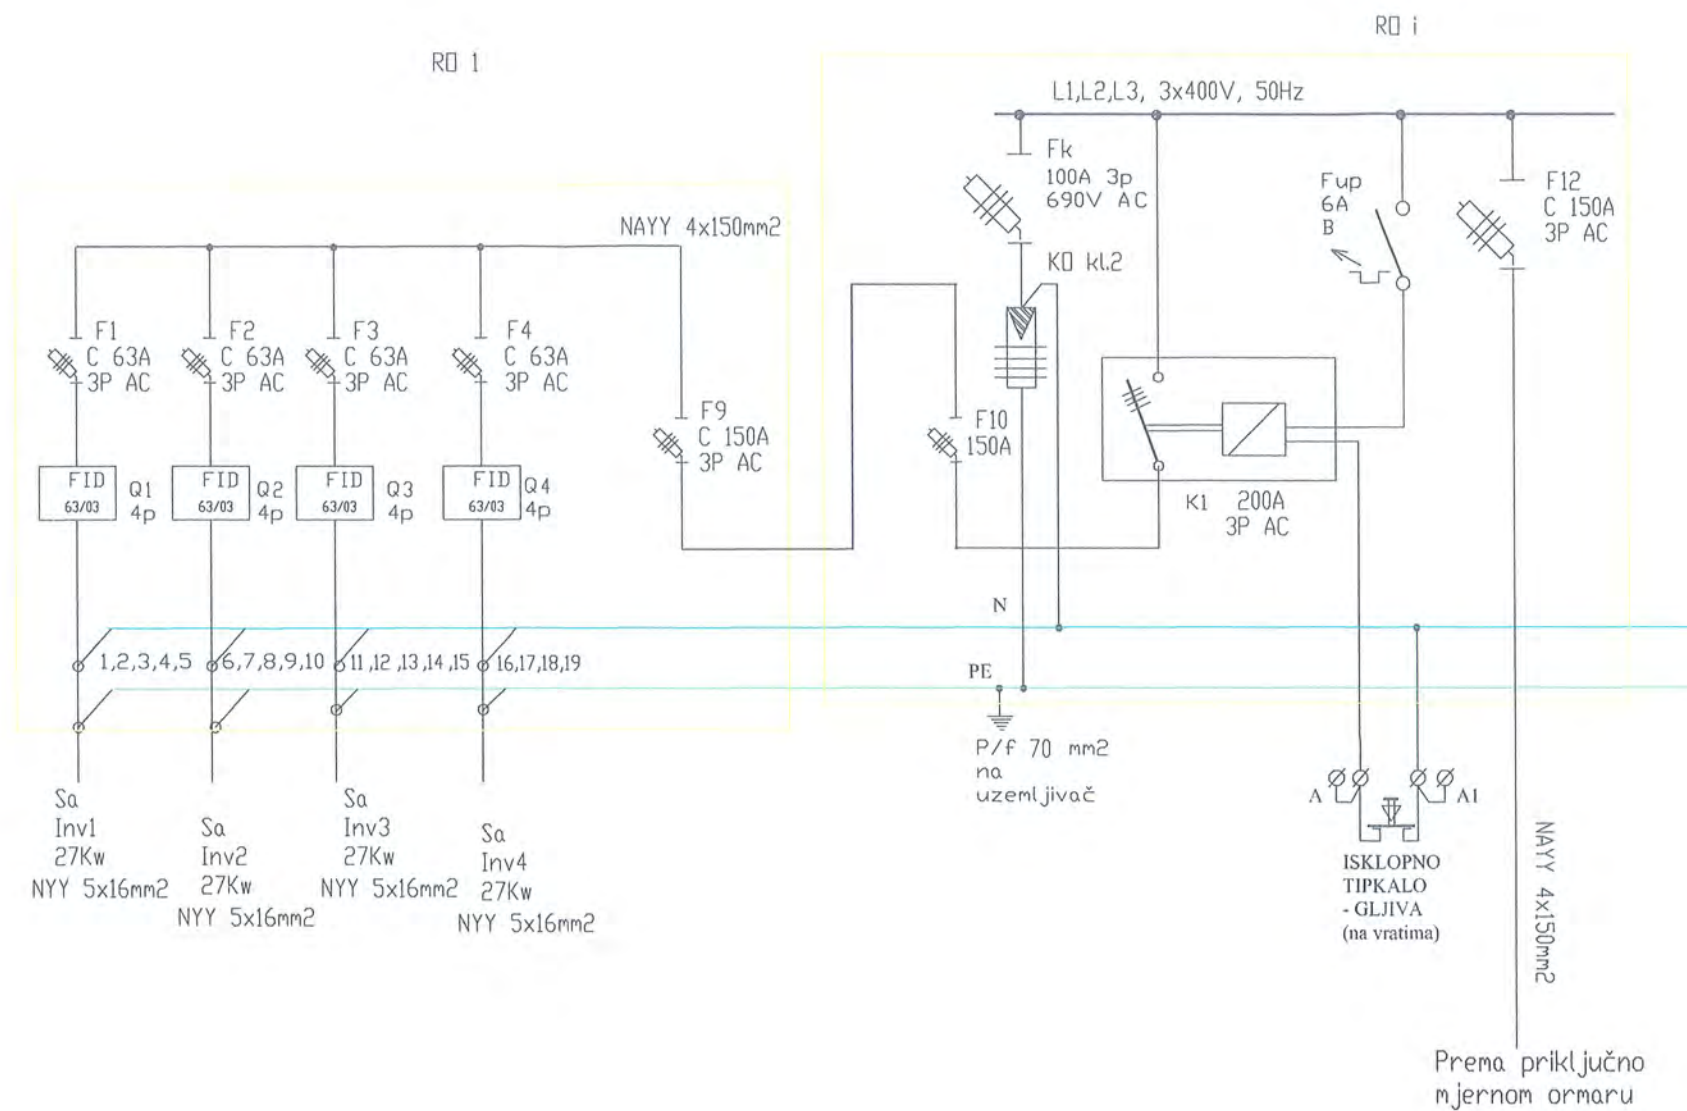 RO 1
RO i
L1,L2,L3, 3x400V, 50Hz
NAYY 4x150mm2
Fk
100A 3p
690V AC
Fup
6A
B
F12
C 150A
3P AC
KO kl.2
F1
C 63A
3P AC
F2
C 63A
3P AC
F3
C 63A
3P AC
F4
C 63A
3P AC
F9
C 150A
3P AC
F10
150A
FID
63/03
Q1
4p
FID
63/03
Q2
4p
FID
63/03
Q3
4p
FID
63/03
Q4
4p
K1 200A
3P AC
N
1,2,3,4,5
6,7,8,9,10
11,12 ,13,14,15
16,17,18,19
PE
P/f 70 mm2
na
uzemljivač
Sa
Inv1
27Kw
NYY 5x16mm2
Sa
Inv2
27Kw
NYY 5x16mm2
Sa
Inv3
27Kw
NYY 5x16mm2
Sa
Inv4
27Kw
NYY 5x16mm2
A
A1
ISKLOPNO
TIPKALO
- GLJIVA
(na vratima)
NAYY 4x150mm2
Prema priključno
mjernom ormaru